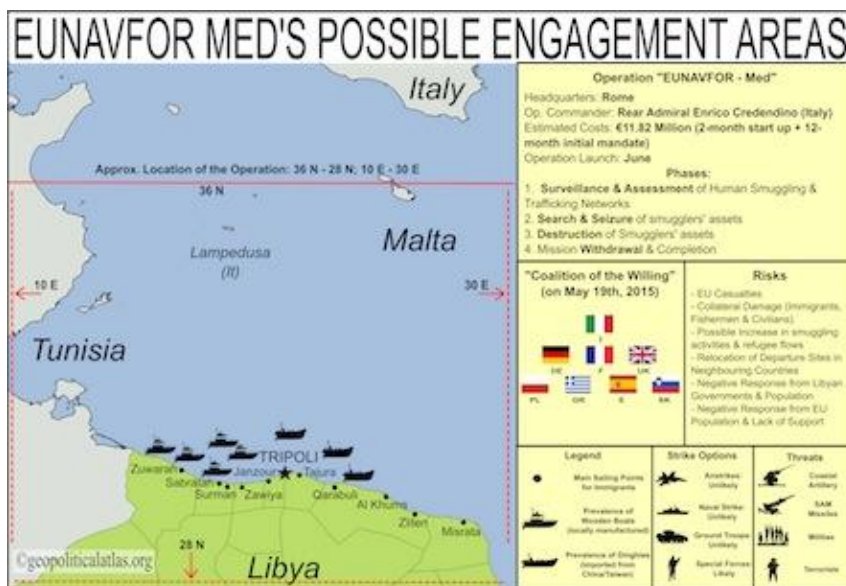 EUNAVFOR MED'S POSSIBLE ENGAGEMENT AREAS
Italy
Approx. Location of the Operation: 36 N - 28 N; 10 E - 30 E
36 N
Malta
Lampedusa
(It)
10 E
30 E
Tunisia
TRIPOLI
Zuwarah
Sabratah
Surman
Zawiya
Janzour
Tajura
Qarabuli
Al Khums
Zliten
Misrata
28 N
Libya
©geopoliticalatlas.org
Operation "EUNAVFOR - Med"
Headquarters: Rome
Op. Commander: Rear Admiral Enrico Credendino (Italy)
Estimated Costs: €11.82 Million (2-month start up + 12-
month initial mandate)
Operation Launch: June
Phases:
1. Surveillance & Assessment of Human Smuggling &
Trafficking Networks
2. Search & Seizure of smugglers' assets
3. Destruction of Smugglers' assets
4. Mission Withdrawal & Completion
"Coalition of the Willing"
(on May 19th, 2015)
I
DE
F
UK
PL
GR
E
SK
Risks
- EU Casualties
- Collateral Damage (Immigrants,
Fishermen & Civilians)
- Possible Increase in smuggling
activities & refugee flows
- Relocation of Departure Sites in
Neighbouring Countries
- Negative Response from Libyan
Governments & Population
- Negative Response from EU
Population & Lack of Support
Legend
Main Sailing Points
for Immigrants
Prevalence of
Wooden Boats
(locally manufactured)
Prevalence of Dinghies
(imported from
China/Taiwan)
Strike Options
Airstrikes:
Unlikely
Naval Strike:
Unlikely
Ground Troops:
Unlikely
Special Forces:
Likely
Threats
Coastal
Artillery
SAM
Missiles
Militias
Terrorists